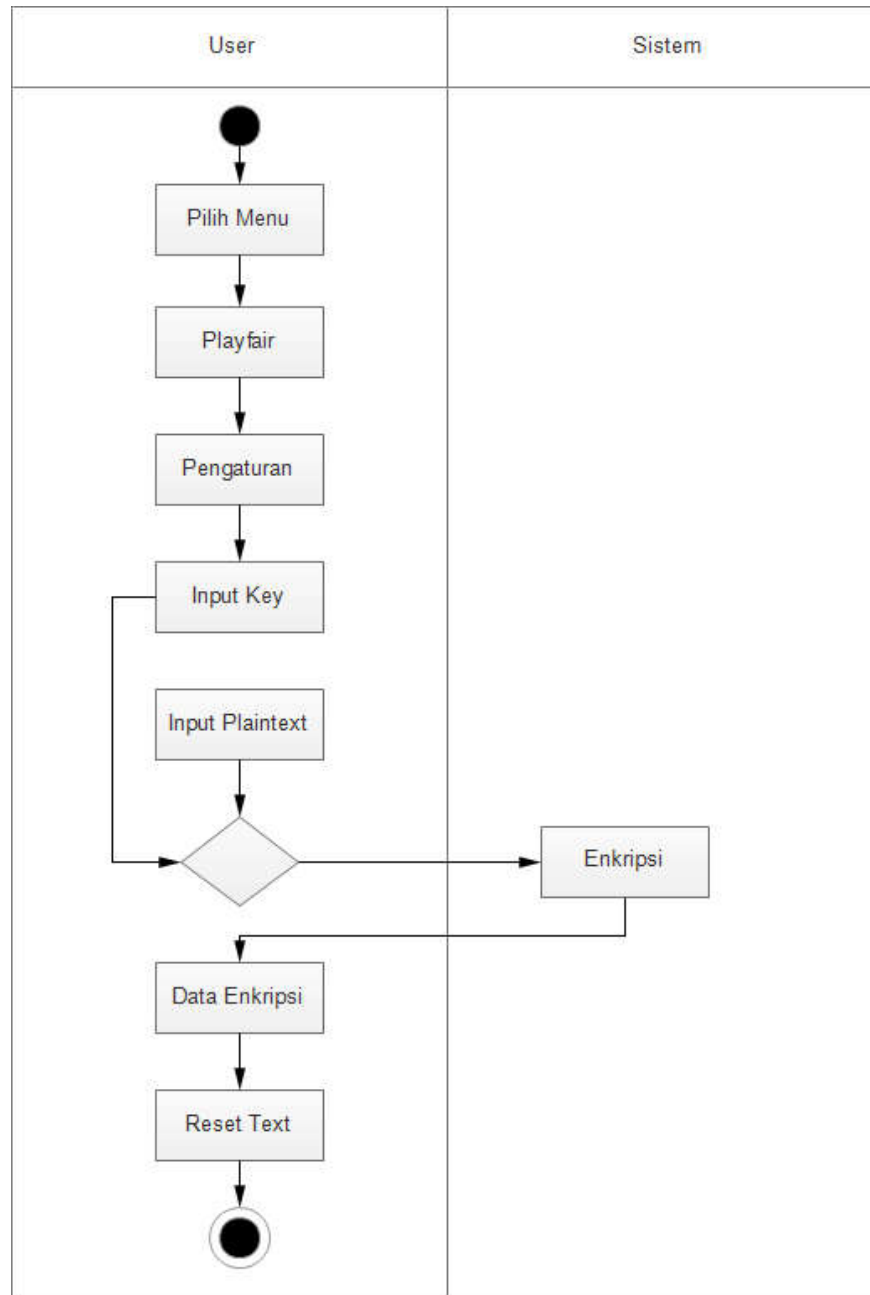 User
Sistem
Pilih Menu
Playfair
Pengaturan
Input Key
Input Plaintext
Enkripsi
Data Enkripsi
Reset Text